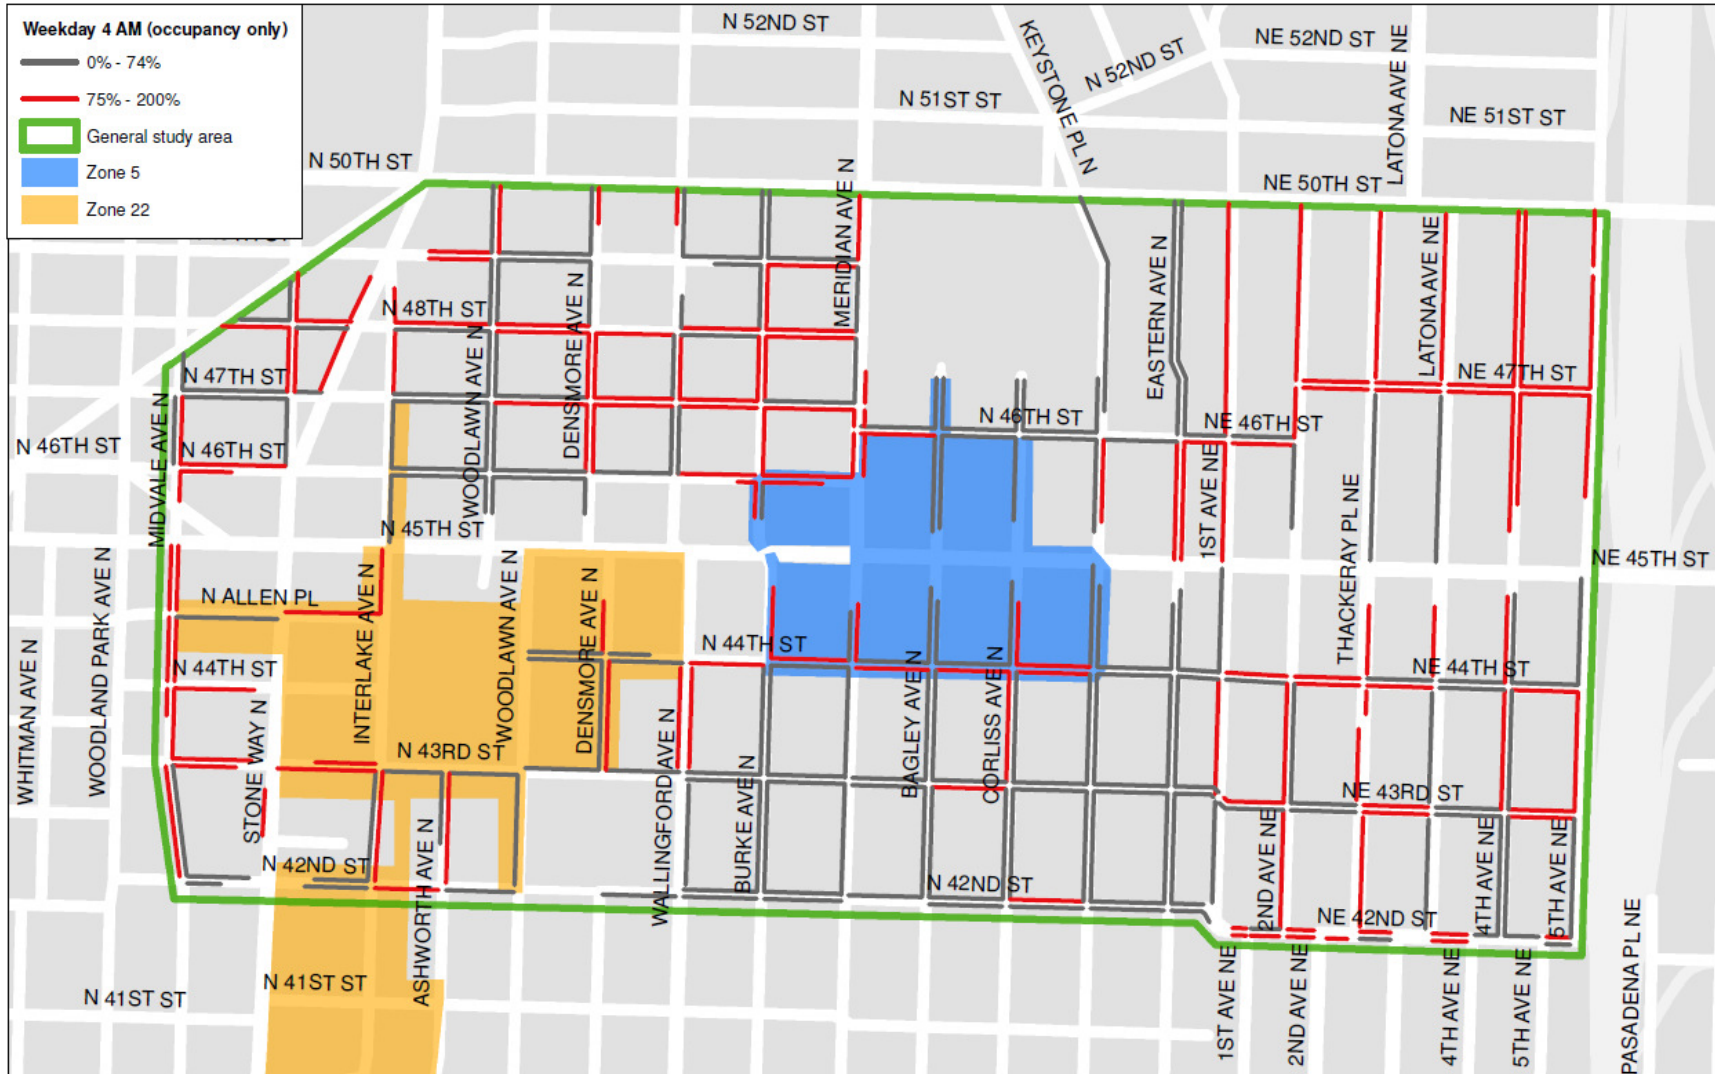 Weekday 4 AM (occupancy only)
0% - 74%
75% - 200%
General study area
Zone 5
Zone 22
N 52ND ST
KEYSTONE PL N
N 52ND ST
NE 52ND ST
LATONA AVE NE
N 51ST ST
NE 51ST ST
N 50TH ST
NE 50TH ST
MERIDIAN AVE N
EASTERN AVE N
LATONA AVE NE
N 48TH ST
DENSMORE AVE N
WOODLAWN AVE N
N 47TH ST
NE 47TH ST
MIDVALE AVE N
N 46TH ST
N 46TH ST
N 46TH ST
NE 46TH ST
1ST AVE NE
THACKERAY PL NE
N 45TH ST
NE 45TH ST
WOODLAND PARK AVE N
N ALLEN PL
INTERLAKE AVE N
WOODLAWN AVE N
DENSMORE AVE N
WHITMAN AVE N
N 44TH ST
N 44TH ST
NE 44TH ST
STONE WAY N
N 43RD ST
WALLINGFORD AVE N
BURKE AVE N
BAGLEY AVE N
CORLISS AVE N
NE 43RD ST
N 42ND ST
ASHWORTH AVE N
N 42ND ST
2ND AVE NE
NE 42ND ST
4TH AVE NE
5TH AVE NE
N 41ST ST
N 41ST ST
1ST AVE NE
2ND AVE NE
4TH AVE NE
5TH AVE NE
PASADENA PL NE